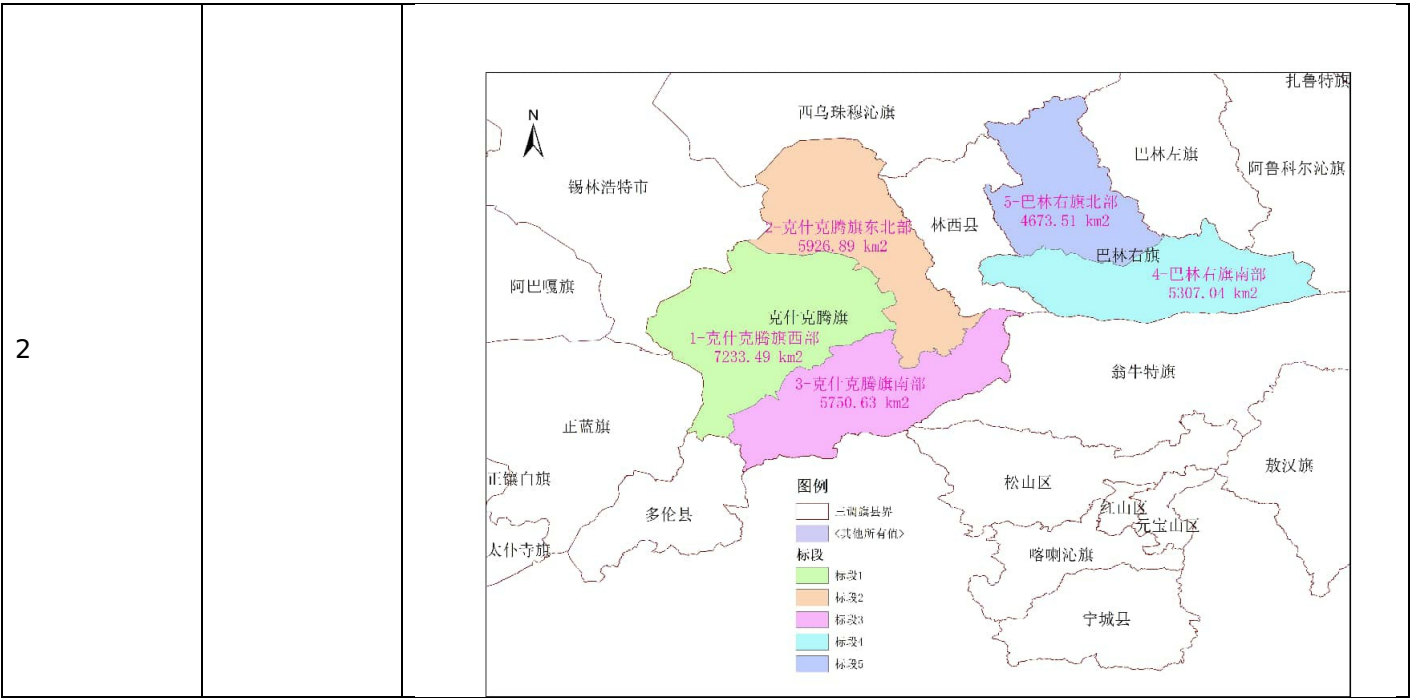 2
N
扎鲁特旗
西乌珠穆沁旗
巴林左旗
阿鲁科尔沁旗
锡林浩特市
5-巴林右旗北部
4673.51 km2
林西县
2-克什克腾旗东北部
5926.89 km2
巴林右旗
4-巴林右旗南部
5307.04 km2
阿巴嘎旗
克什克腾旗
1-克什克腾旗西部
7233.49 km2
翁牛特旗
3-克什克腾旗南部
5750.63 km2
正蓝旗
敖汉旗
正镶白旗
松山区
图例
三调旗县界
<其他所有值>
标段
标段1
标段2
标段3
标段4
标段5
多伦县
红山区
元宝山区
太仆寺旗
喀喇沁旗
宁城县